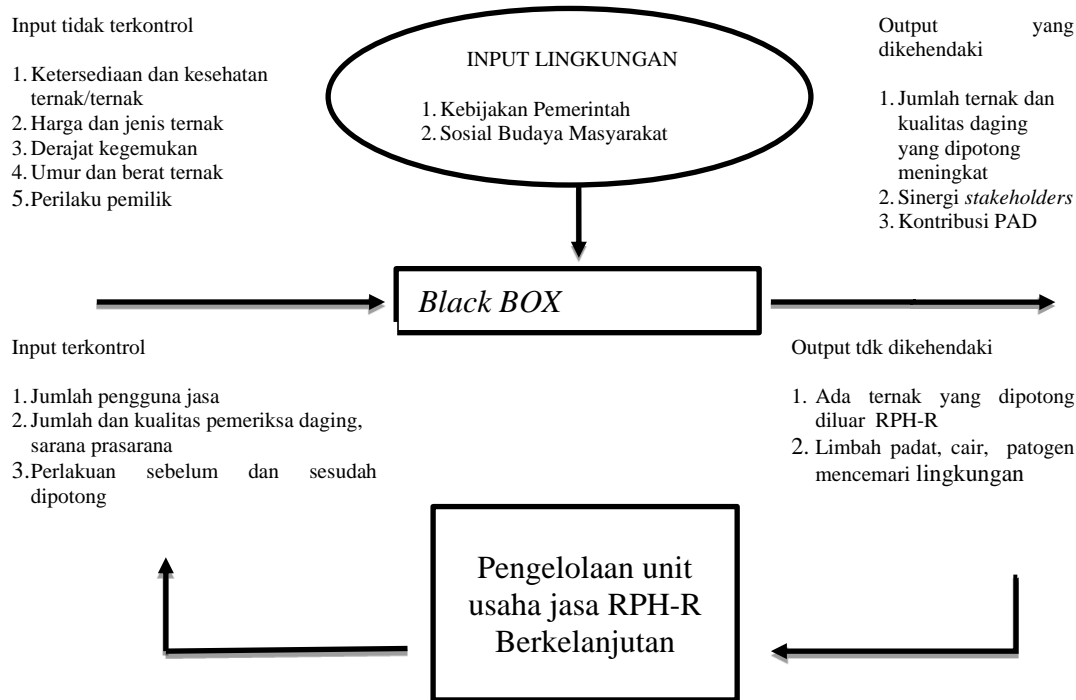 Input tidak terkontrol
1. Ketersediaan dan kesehatan
ternak/ternak
2. Harga dan jenis ternak
3. Derajat kegemukan
4. Umur dan berat ternak
5. Perilaku pemilik
INPUT LINGKUNGAN
1. Kebijakan Pemerintah
2. Sosial Budaya Masyarakat
Output yang
dikehendaki
1. Jumlah ternak dan
kualitas daging
yang dipotong
meningkat
2. Sinergi stakeholders
3. Kontribusi PAD
Black BOX
Input terkontrol
1. Jumlah pengguna jasa
2. Jumlah dan kualitas pemeriksa daging,
sarana prasarana
3. Perlakuan sebelum dan sesudah
dipotong
Output tdk dikehendaki
1. Ada ternak yang dipotong
diluar RPH-R
2. Limbah padat, cair, patogen
mencemari lingkungan
Pengelolaan unit
usaha jasa RPH-R
Berkelanjutan